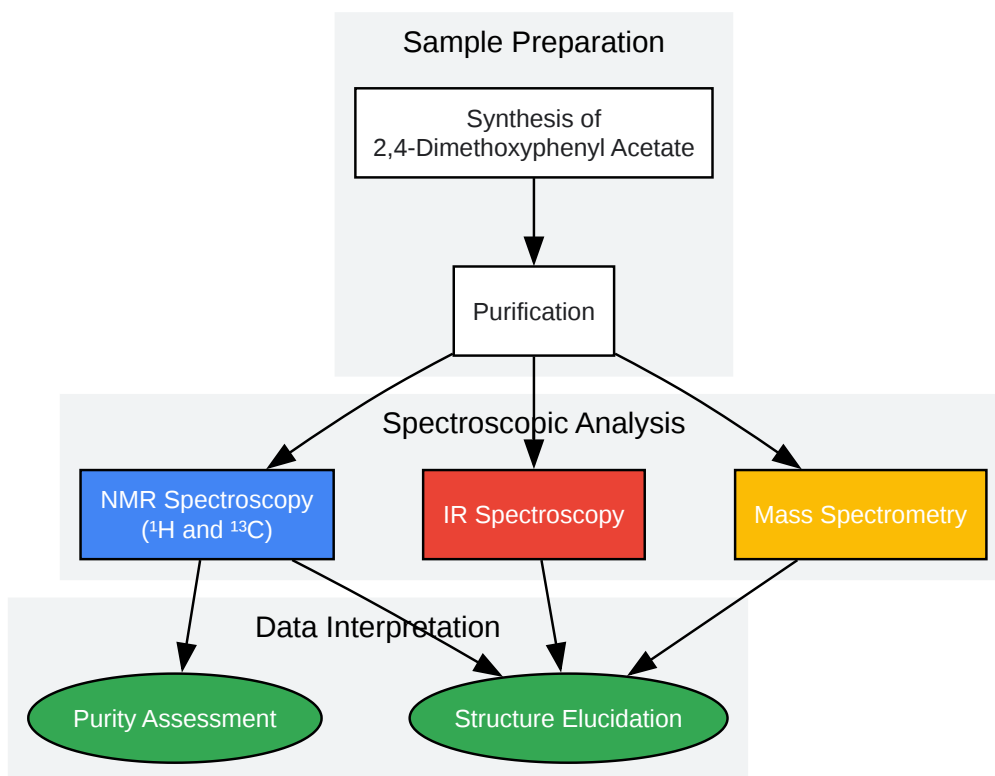 Sample Preparation
Synthesis of
2,4-Dimethoxyphenyl Acetate
Purification
Spectroscopic Analysis
NMR Spectroscopy
(¹H and ¹³C)
IR Spectroscopy
Mass Spectrometry
Data Interpretation
Purity Assessment
Structure Elucidation